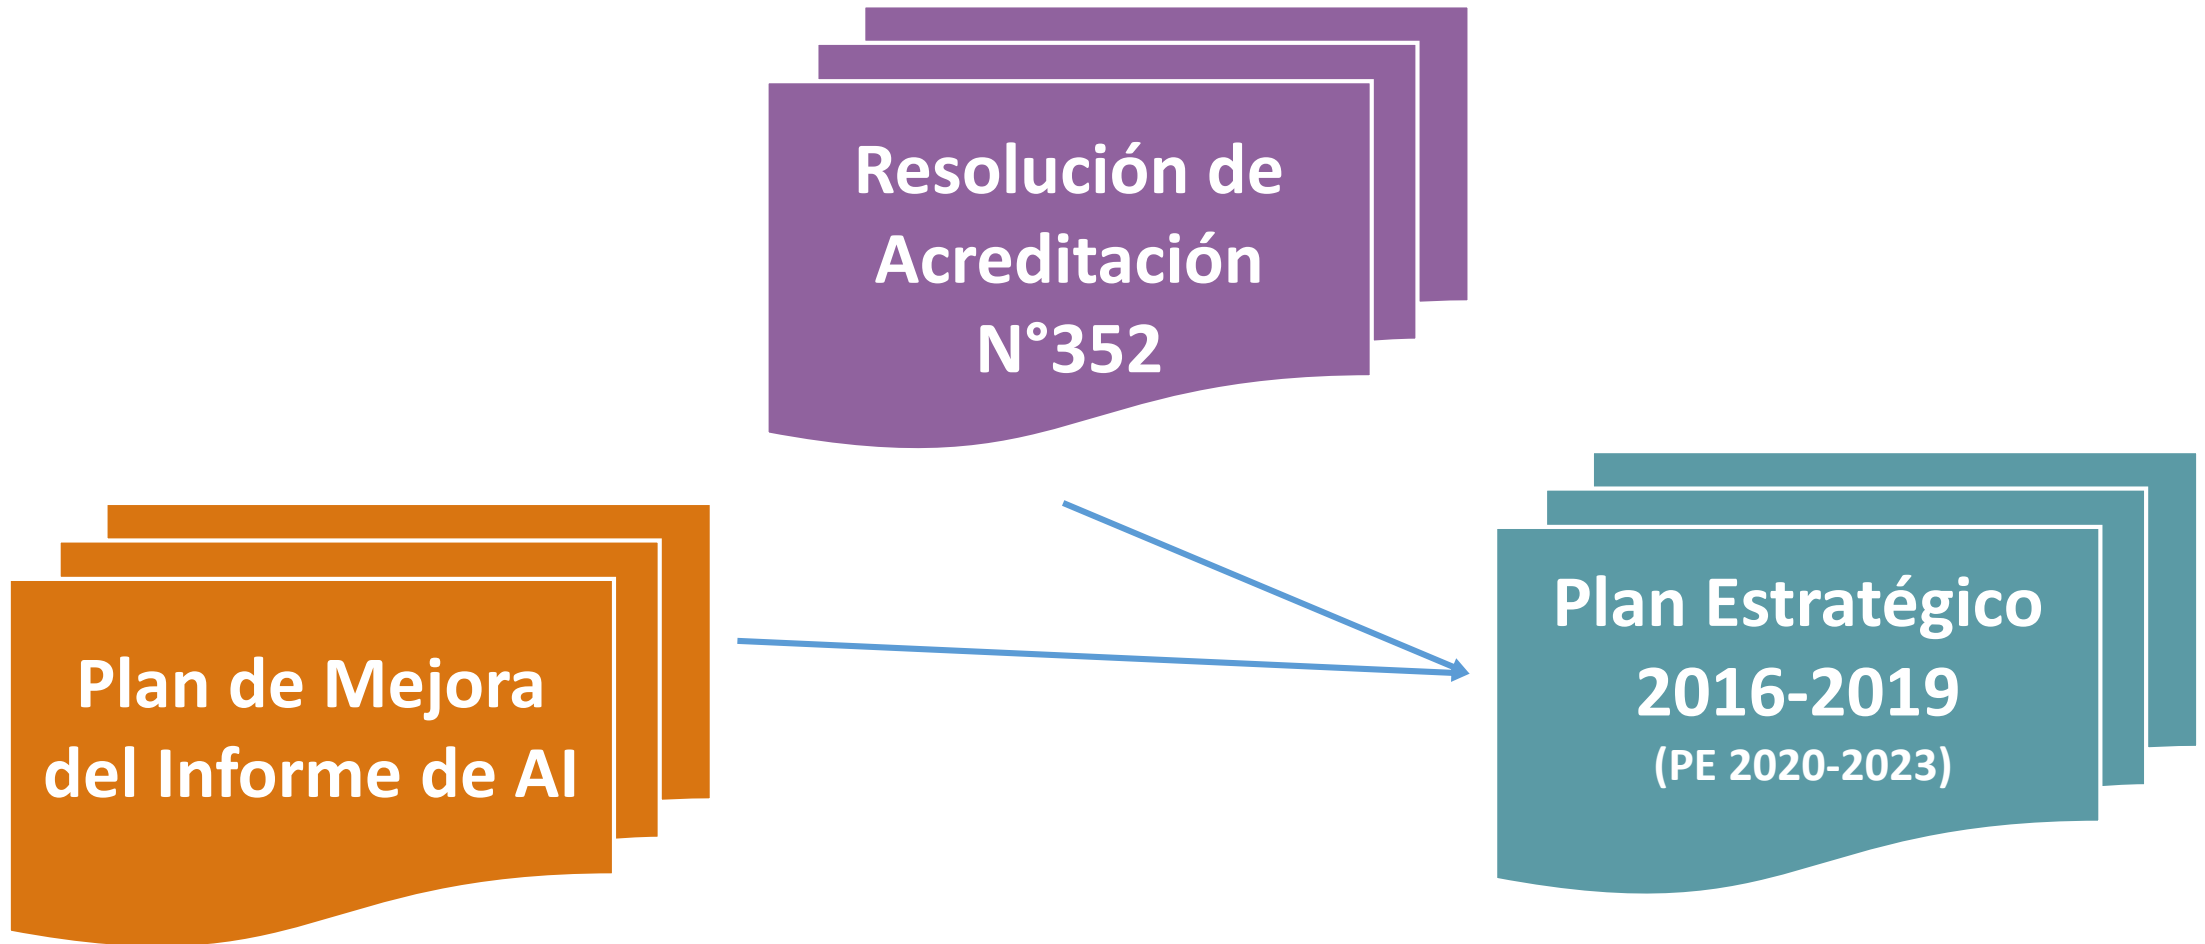 Resolución de
Acreditación
N°352
Plan de Mejora
del Informe de AI
Plan Estratégico
2016-2019
(PE 2020-2023)